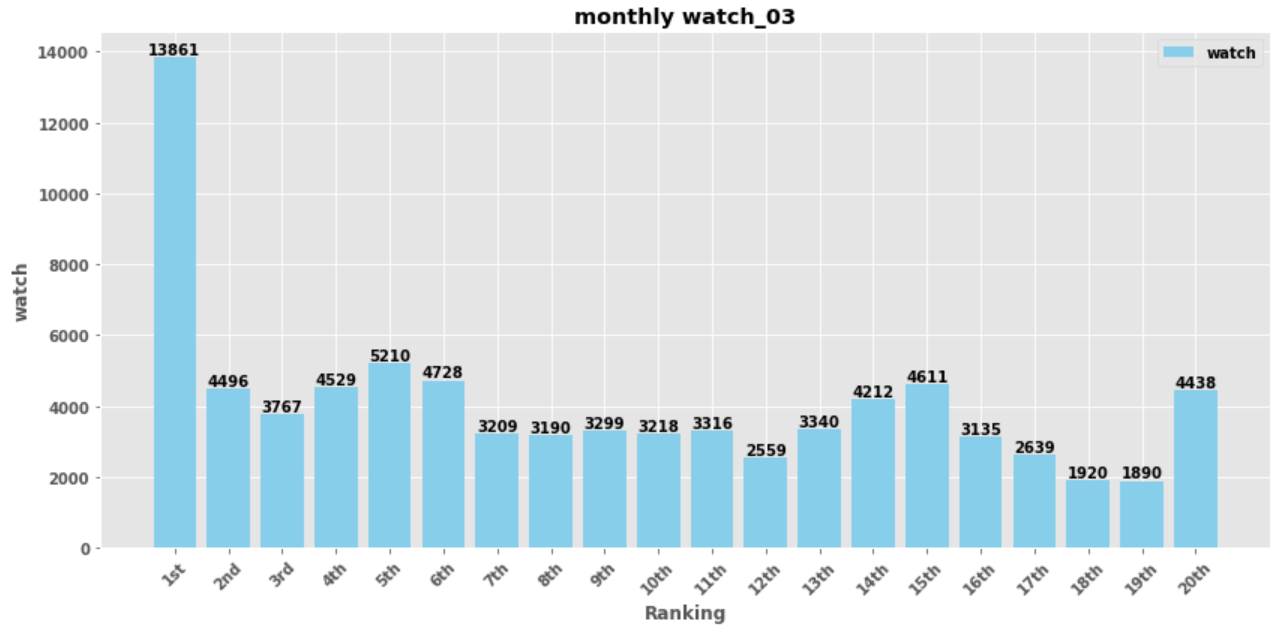 monthly watch_03
watch
14000
12000
10000
8000
6000
4000
2000
0
watch
13861
4496
3767
4529
5210
4728
3209
3190
3299
3218
3316
2559
3340
4212
4611
3135
2639
1920
1890
4438
1st
2nd
3rd
4th
5th
6th
7th
8th
9th
10th
11th
12th
13th
14th
15th
16th
17th
18th
19th
20th
Ranking